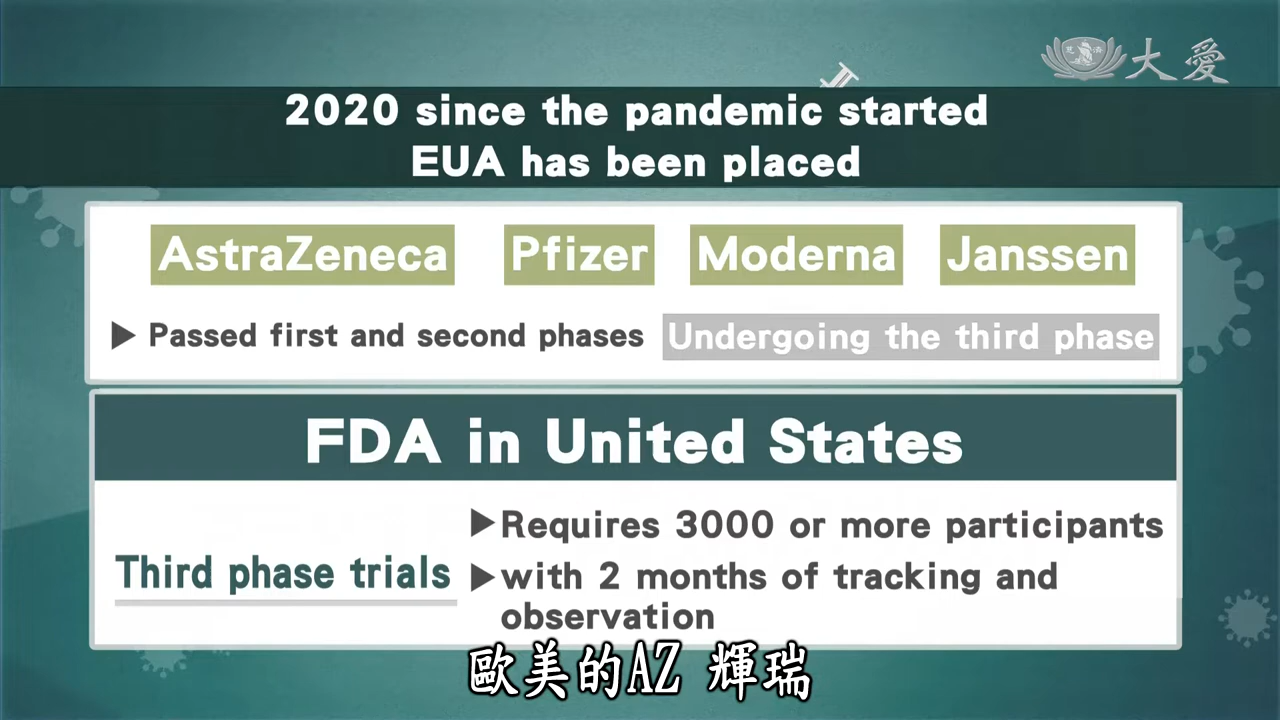 大愛
2020 since the pandemic started
EUA has been placed
AstraZeneca Pfizer Moderna Janssen
▶ Passed first and second phases Undergoing the third phase
FDA in United States
Third phase trials
▶ Requires 3000 or more participants
▶ with 2 months of tracking and
observation
歐美的AZ 輝瑞